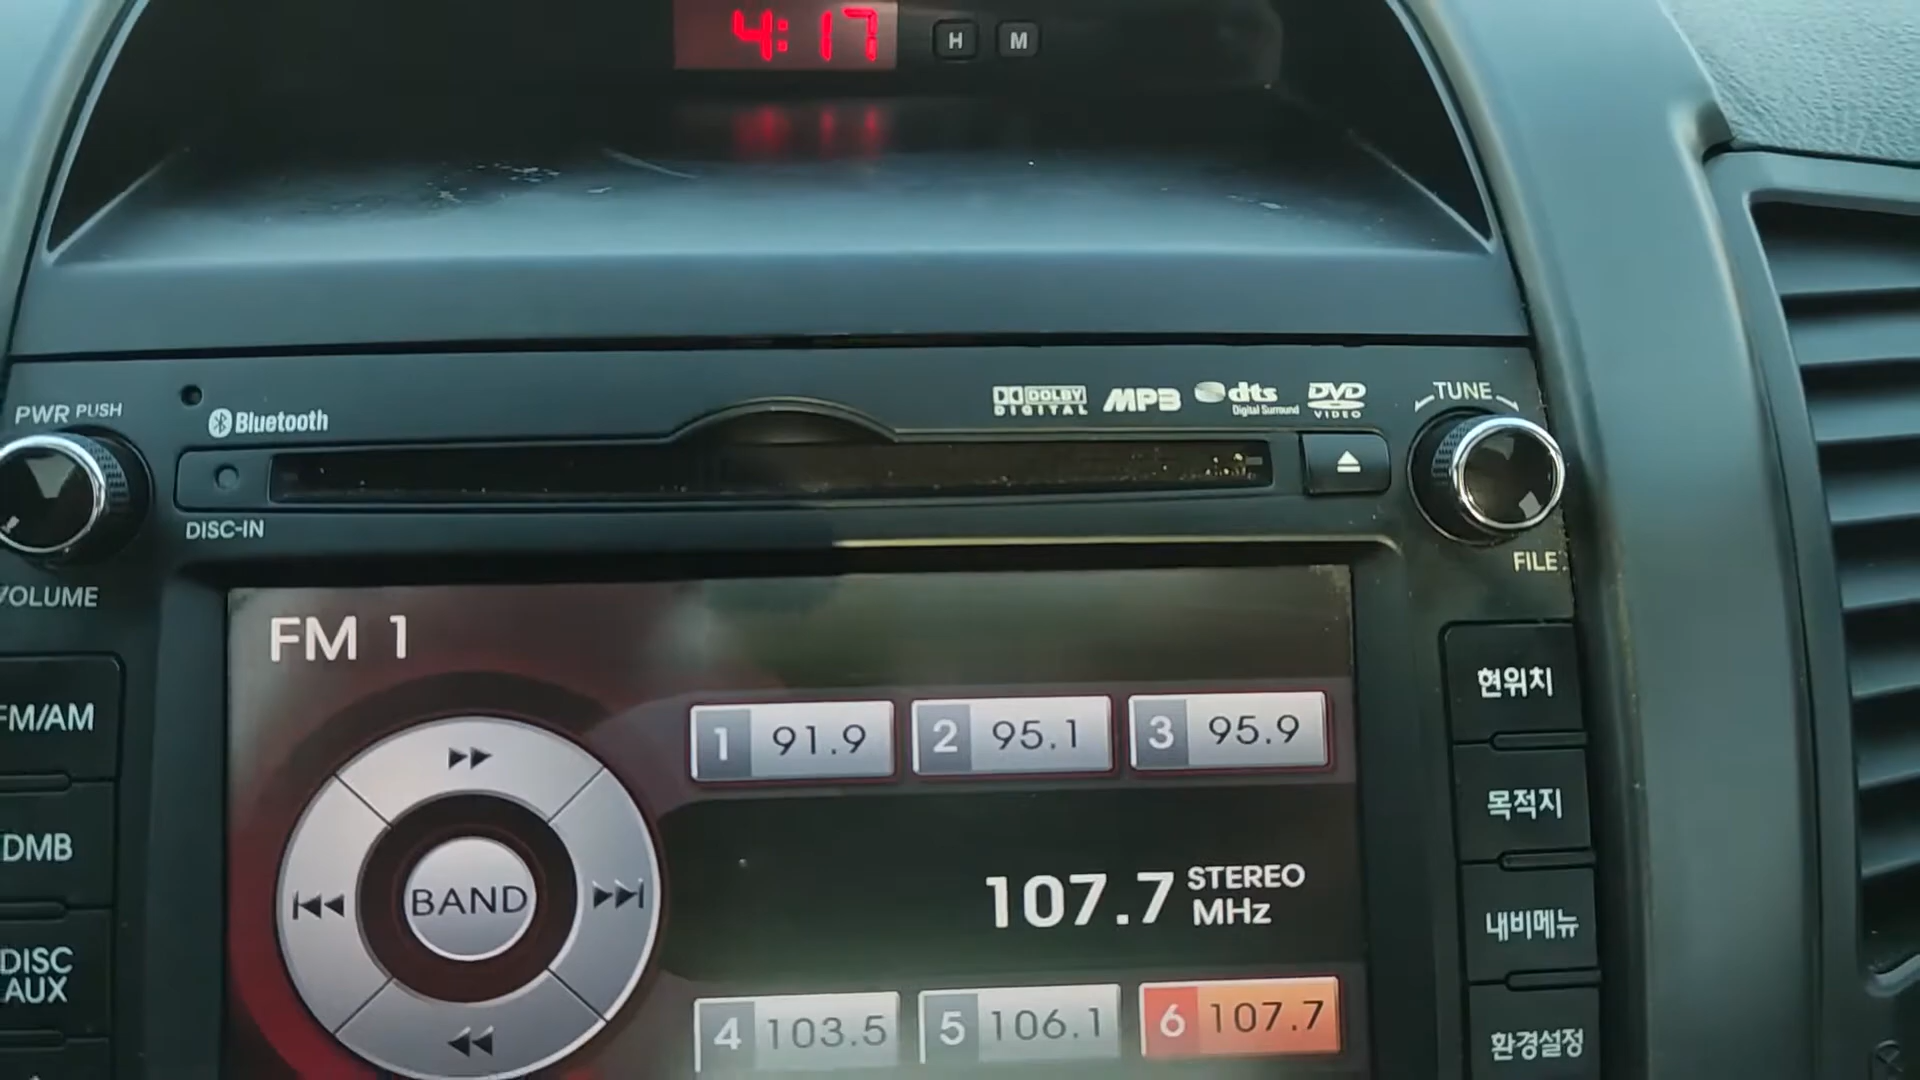 4:17
H
M
PWR PUSH
Bluetooth
DOLBY
DIGITAL
MP3
dts
Digital Surround
DVD
VIDEO
TUNE
DISC-IN
VOLUME
FILE
FM 1
FM/AM
1 91.9
2 95.1
3 95.9
현위치
목적지
DMB
BAND
107.7 STEREO
MHz
내비메뉴
DISC
AUX
4 103.5
5 106.1
6 107.7
환경설정